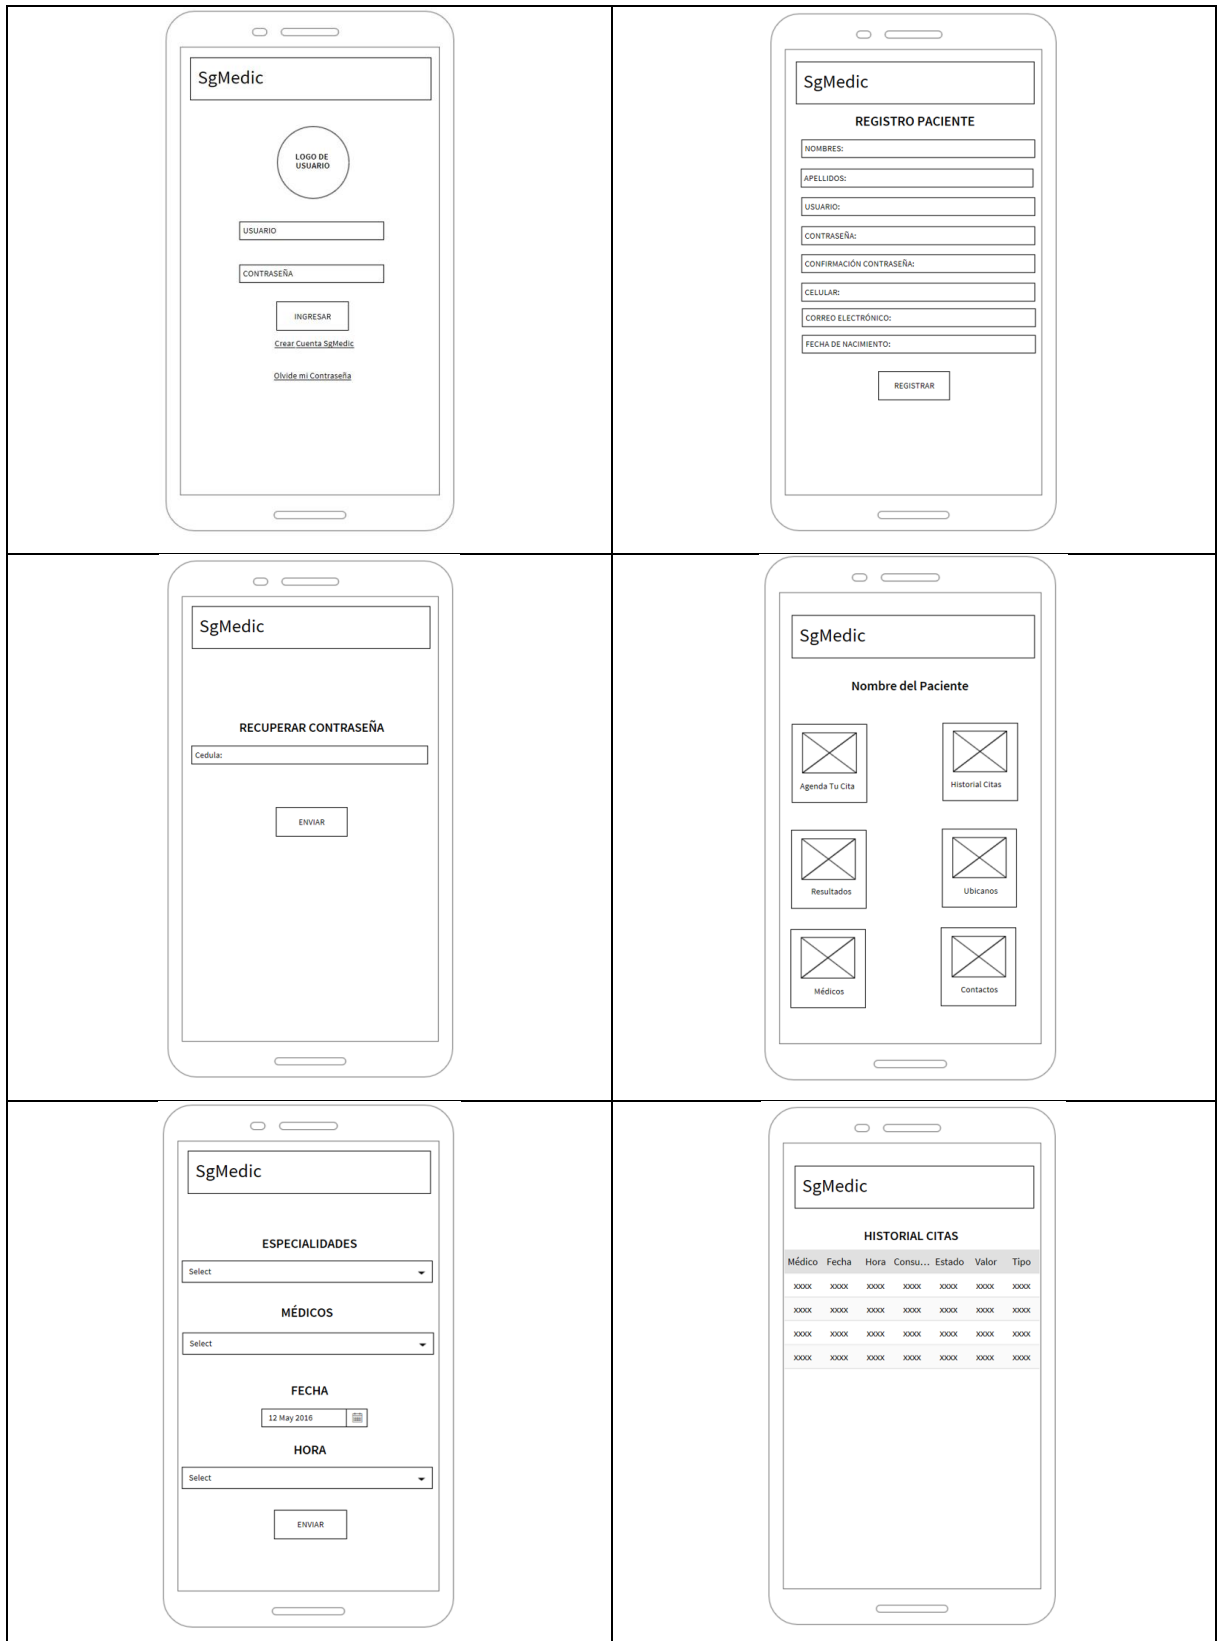 SgMedic
LOGO DE
USUARIO
USUARIO
CONTRASEÑA
INGRESAR
Crear Cuenta SgMedic
Olvide mi Contraseña
SgMedic
REGISTRO PACIENTE
NOMBRES:
APELLIDOS:
USUARIO:
CONTRASEÑA:
CONFIRMACIÓN CONTRASEÑA:
CELULAR:
CORREO ELECTRÓNICO:
FECHA DE NACIMIENTO:
REGISTRAR
SgMedic
RECUPERAR CONTRASEÑA
Cedula:
ENVIAR
SgMedic
Nombre del Paciente
Agenda Tu Cita Historial Citas
Resultados Ubicanos
Médicos Contactos
SgMedic
ESPECIALIDADES
Select
MÉDICOS
Select
FECHA
12 May 2016
HORA
Select
ENVIAR
SgMedic
HISTORIAL CITAS
Médico Fecha Hora Consu... Estado Valor Tipo
xxxx xxxx xxxx xxxx xxxx xxxx xxxx
xxxx xxxx xxxx xxxx xxxx xxxx xxxx
xxxx xxxx xxxx xxxx xxxx xxxx xxxx
xxxx xxxx xxxx xxxx xxxx xxxx xxxx